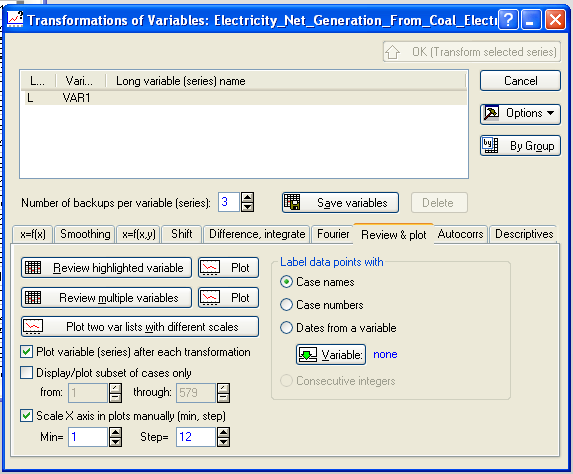 Transformations of Variables: Electricity_Net_Generation_From_Coal_Electri
OK (Transform selected series)
L... Vari... Long variable (series) name
L VAR1
Cancel
Options
By Group
Number of backups per variable (series): 3 Save variables Delete
x=f(x) Smoothing x=f(x,y) Shift Difference, integrate Fourier Review & plot Autocorrs Descriptives
Review highlighted variable Plot
Review multiple variables Plot
Plot two var lists with different scales
Plot variable (series) after each transformation
Display/plot subset of cases only
from: 1 through: 579
Scale X axis in plots manually (min, step)
Min= 1 Step= 12
Label data points with
Case names
Case numbers
Dates from a variable
Variable: none
Consecutive integers